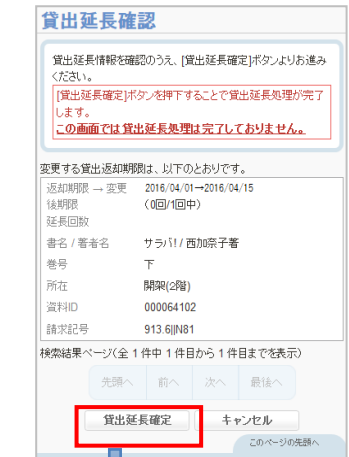 貸出延長確認
貸出延長情報を確認のうえ、[貸出延長確定]ボタンよりお進み
ください。
[貸出延長確定]ボタンを押下することで貸出延長処理が完了
します。
この画面では貸出延長処理は完了しておりません。
変更する貸出返却期限は、以下のとおりです。
返却期限 → 変更 2016/04/01→2016/04/15
後期限 (0回/1回中)
延長回数
書名 / 著者名 サラバ! / 西加奈子著
巻号 下
所在 開架(2階)
資料ID 000064102
請求記号 913.6||N81
検索結果ページ(全 1 件中 1 件目から 1 件目までを表示)
先頭へ 前へ 次へ 最後へ
貸出延長確定 キャンセル
このページの先頭へ